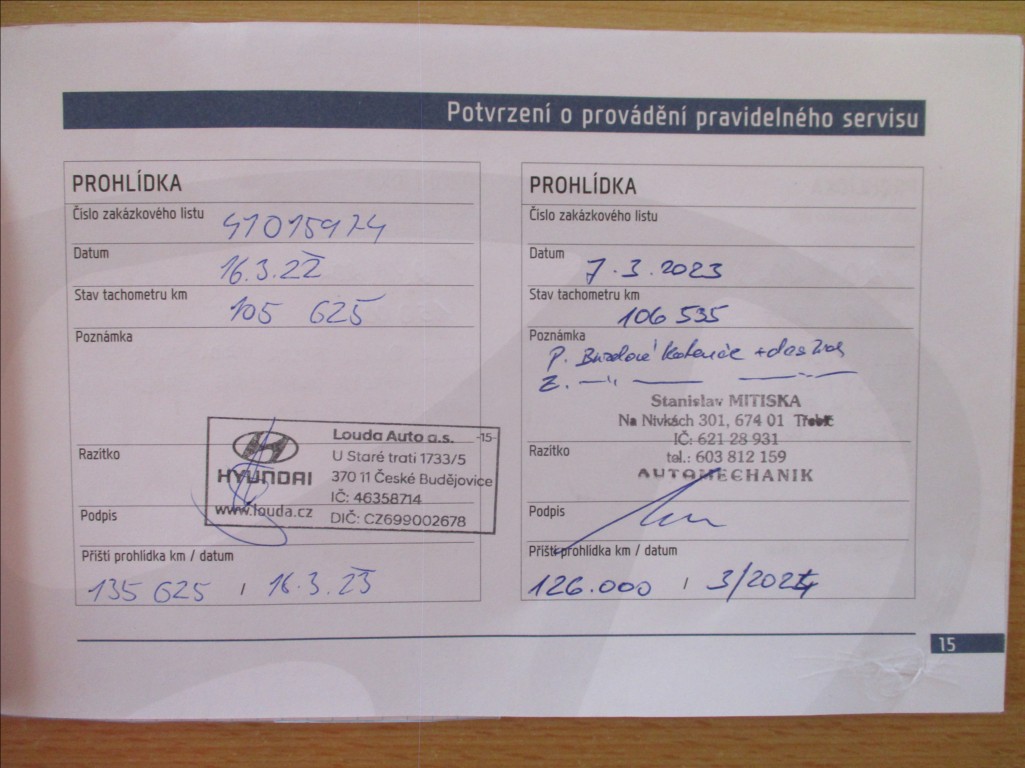 Potvrzení o provádění pravidelného servisu
PROHLÍDKA
Číslo zakázkového listu 41015974
Datum 16.3.22
Stav tachometru km 105 625
Poznámka
Razítko
HYUNDAI
www.louda.cz
Louda Auto a.s. -15-
U Staré trati 1733/5
370 11 České Budějovice
IČ: 46358714
DIČ: CZ699002678
Podpis
Příští prohlídka km / datum
135 625 / 16.3.23
PROHLÍDKA
Číslo zakázkového listu
Datum 7.3.2023
Stav tachometru km 106 535
Poznámka
P.
Z. —"—
Stanislav MITISKA
Na Nivkách 301, 674 01 Třebíč
IČ: 621 28 931
Razítko
tel.: 603 812 159
AUTOMECHANIK
Podpis
Příští prohlídka km / datum
126.000 / 3/2024
15